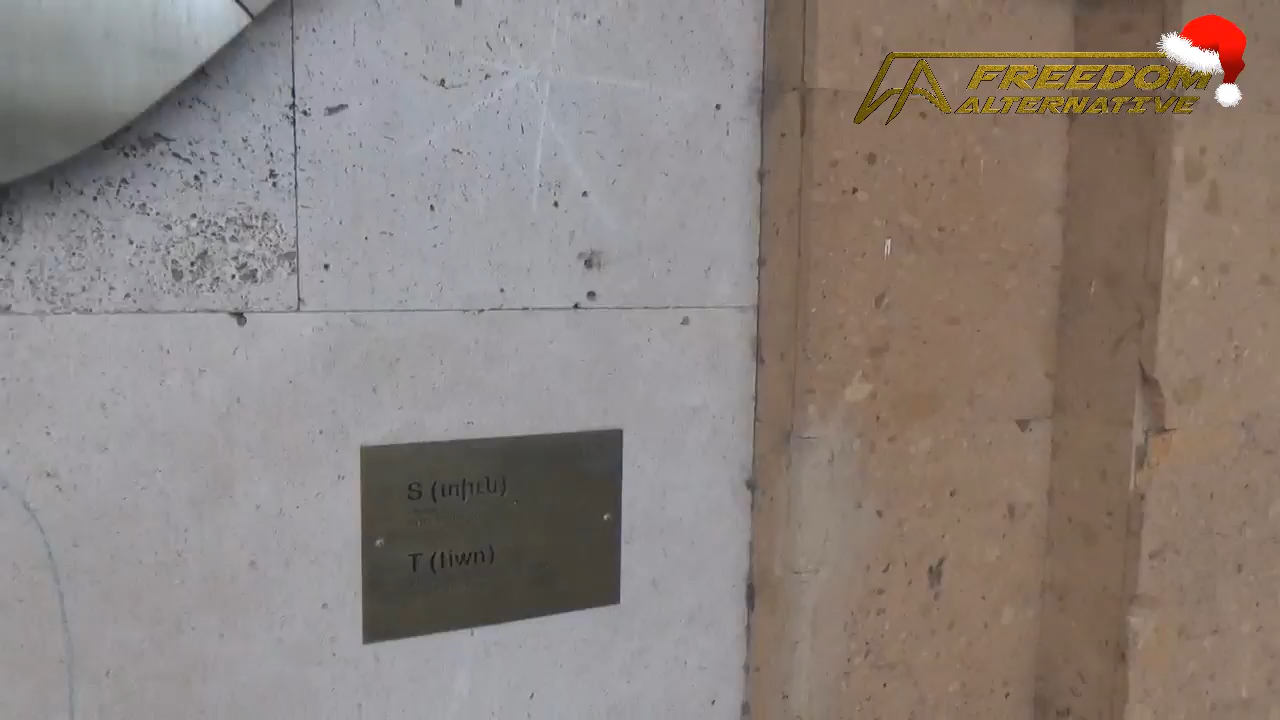 FREEDOM
ALTERNATIVE
Տ (տիւն)
T (tiwn)